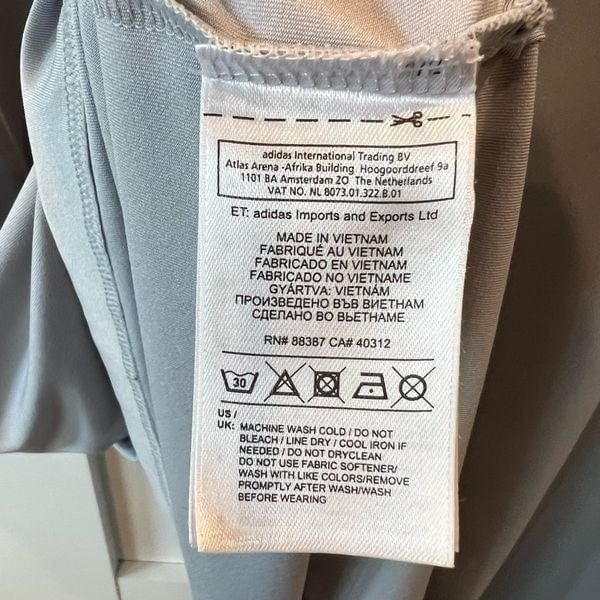 adidas International Trading BV
Atlas Arena -Afrika Building Hoogoorddreef 9a
1101 BA Amsterdam ZO The Netherlands
VAT NO. NL 8073.01.322.B.01
ET: adidas Imports and Exports Ltd
MADE IN VIETNAM
FABRIQUÉ AU VIETNAM
FABRICADO EN VIETNAM
FABRICADO NO VIETNAME
GYÁRTVA: VIETNÁM
ПРОИЗВЕДЕНО ВЪВ ВИЕТНАМ
СДЕЛАНО ВО ВЬЕТНАМЕ
RN# 88387 CA# 40312
30
US /
UK: MACHINE WASH COLD / DO NOT
BLEACH / LINE DRY / COOL IRON IF
NEEDED / DO NOT DRYCLEAN
DO NOT USE FABRIC SOFTENER/
WASH WITH LIKE COLORS/REMOVE
PROMPTLY AFTER WASH/WASH
BEFORE WEARING